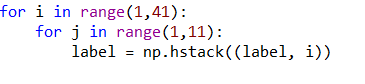 for i in range(1,41):
    for j in range(1,11):
        label = np.hstack((label, i))